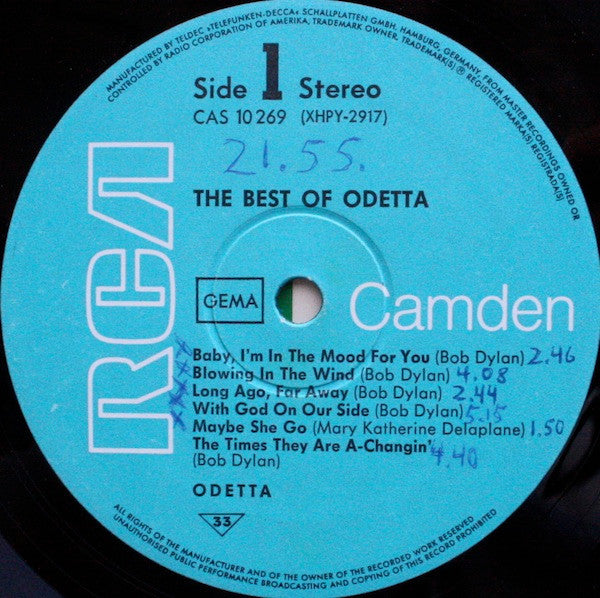 MANUFACTURED BY TELDEC »TELEFUNKEN-DECCA« SCHALLPLATTEN GMBH, HAMBURG, GERMANY, FROM MASTER RECORDINGS OWNED OR
CONTROLLED BY RADIO CORPORATION OF AMERIKA, TRADEMARK OWNER, TRADEMARK(S) ® REGISTERED MARKA(S) REGISTRADA(S)
Side 1 Stereo
CAS 10 269 (XHPY-2917)
21.55.
THE BEST OF ODETTA
RCA
GEMA
Camden
Baby, I'm In The Mood For You (Bob Dylan) 2.46
Blowing In The Wind (Bob Dylan) 4.08
Long Ago, Far Away (Bob Dylan) 2.44
With God On Our Side (Bob Dylan) 5.15
Maybe She Go (Mary Katherine Delaplane) 1.50
The Times They Are A-Changin' 4.40
(Bob Dylan)
ODETTA
33
ALL RIGHTS OF THE MANUFACTURER AND OF THE OWNER OF THE RECORDED WORK RESERVED
UNAUTHORISED PUBLIC PERFORMANCE BROADCASTING AND COPYING OF THIS RECORD PROHIBITED